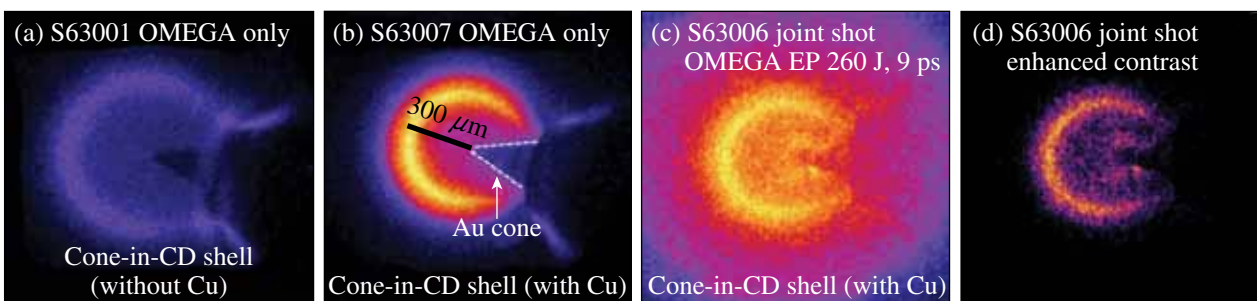 (a) S63001 OMEGA only
Cone-in-CD shell
(without Cu)
(b) S63007 OMEGA only
300 μm
Au cone
Cone-in-CD shell (with Cu)
(c) S63006 joint shot
OMEGA EP 260 J, 9 ps
Cone-in-CD shell (with Cu)
(d) S63006 joint shot
enhanced contrast